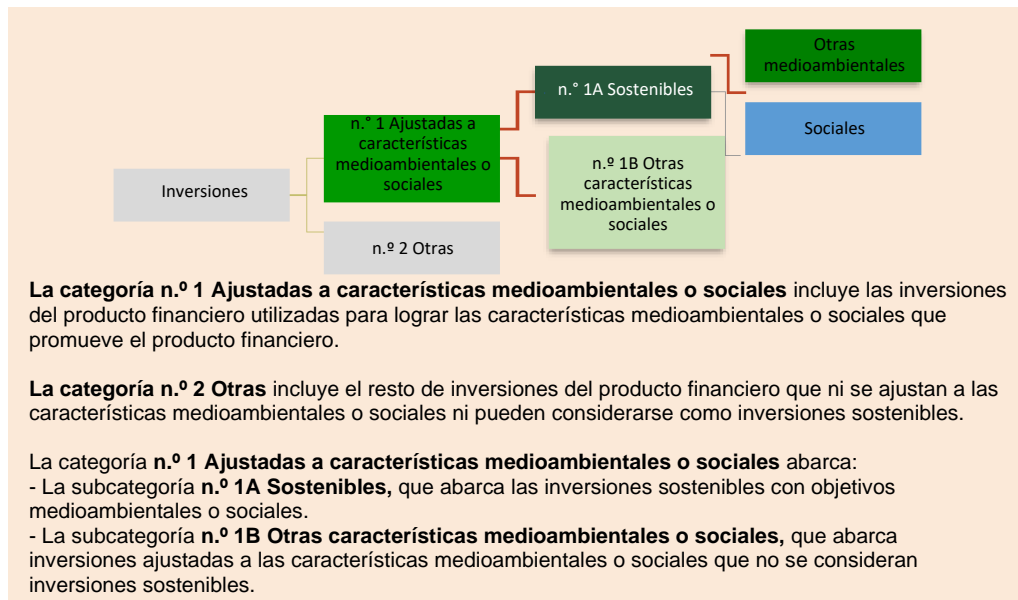 Otras
medioambientales
n.° 1A Sostenibles
n.° 1 Ajustadas a
características
medioambientales o
sociales
Sociales
Inversiones
n.º 1B Otras
características
medioambientales o
sociales
n.º 2 Otras
La categoría n.º 1 Ajustadas a características medioambientales o sociales incluye las inversiones
del producto financiero utilizadas para lograr las características medioambientales o sociales que
promueve el producto financiero.
La categoría n.º 2 Otras incluye el resto de inversiones del producto financiero que ni se ajustan a las
características medioambientales o sociales ni pueden considerarse como inversiones sostenibles.
La categoría n.º 1 Ajustadas a características medioambientales o sociales abarca:
- La subcategoría n.º 1A Sostenibles, que abarca las inversiones sostenibles con objetivos
medioambientales o sociales.
- La subcategoría n.º 1B Otras características medioambientales o sociales, que abarca
inversiones ajustadas a las características medioambientales o sociales que no se consideran
inversiones sostenibles.